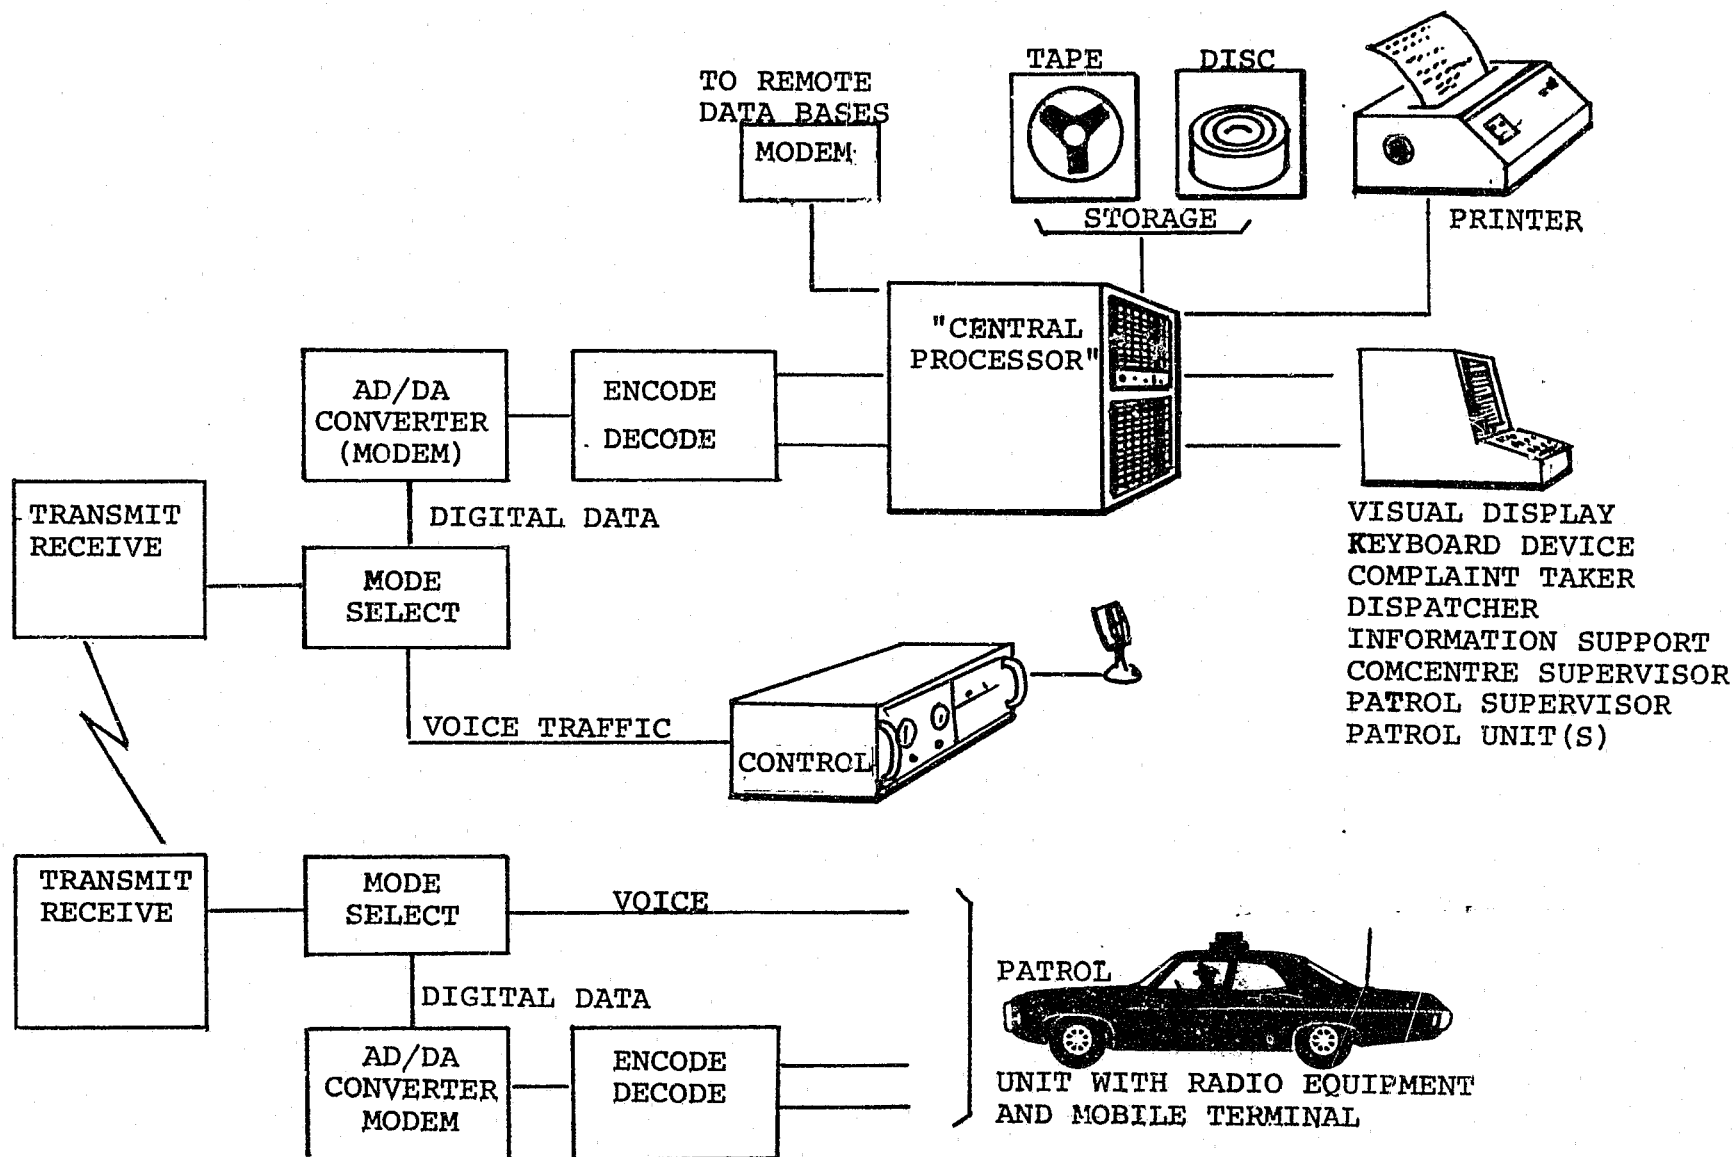 TAPE
DISC
TO REMOTE
DATA BASES
MODEM
STORAGE
PRINTER
"CENTRAL
PROCESSOR"
AD/DA
CONVERTER
(MODEM)
ENCODE
DECODE
TRANSMIT
RECEIVE
DIGITAL DATA
MODE
SELECT
VISUAL DISPLAY
KEYBOARD DEVICE
COMPLAINT TAKER
DISPATCHER
INFORMATION SUPPORT
COMCENTRE SUPERVISOR
PATROL SUPERVISOR
PATROL UNIT(S)
VOICE TRAFFIC
CONTROL
TRANSMIT
RECEIVE
MODE
SELECT
VOICE
DIGITAL DATA
AD/DA
CONVERTER
MODEM
ENCODE
DECODE
PATROL
UNIT WITH RADIO EQUIPMENT
AND MOBILE TERMINAL